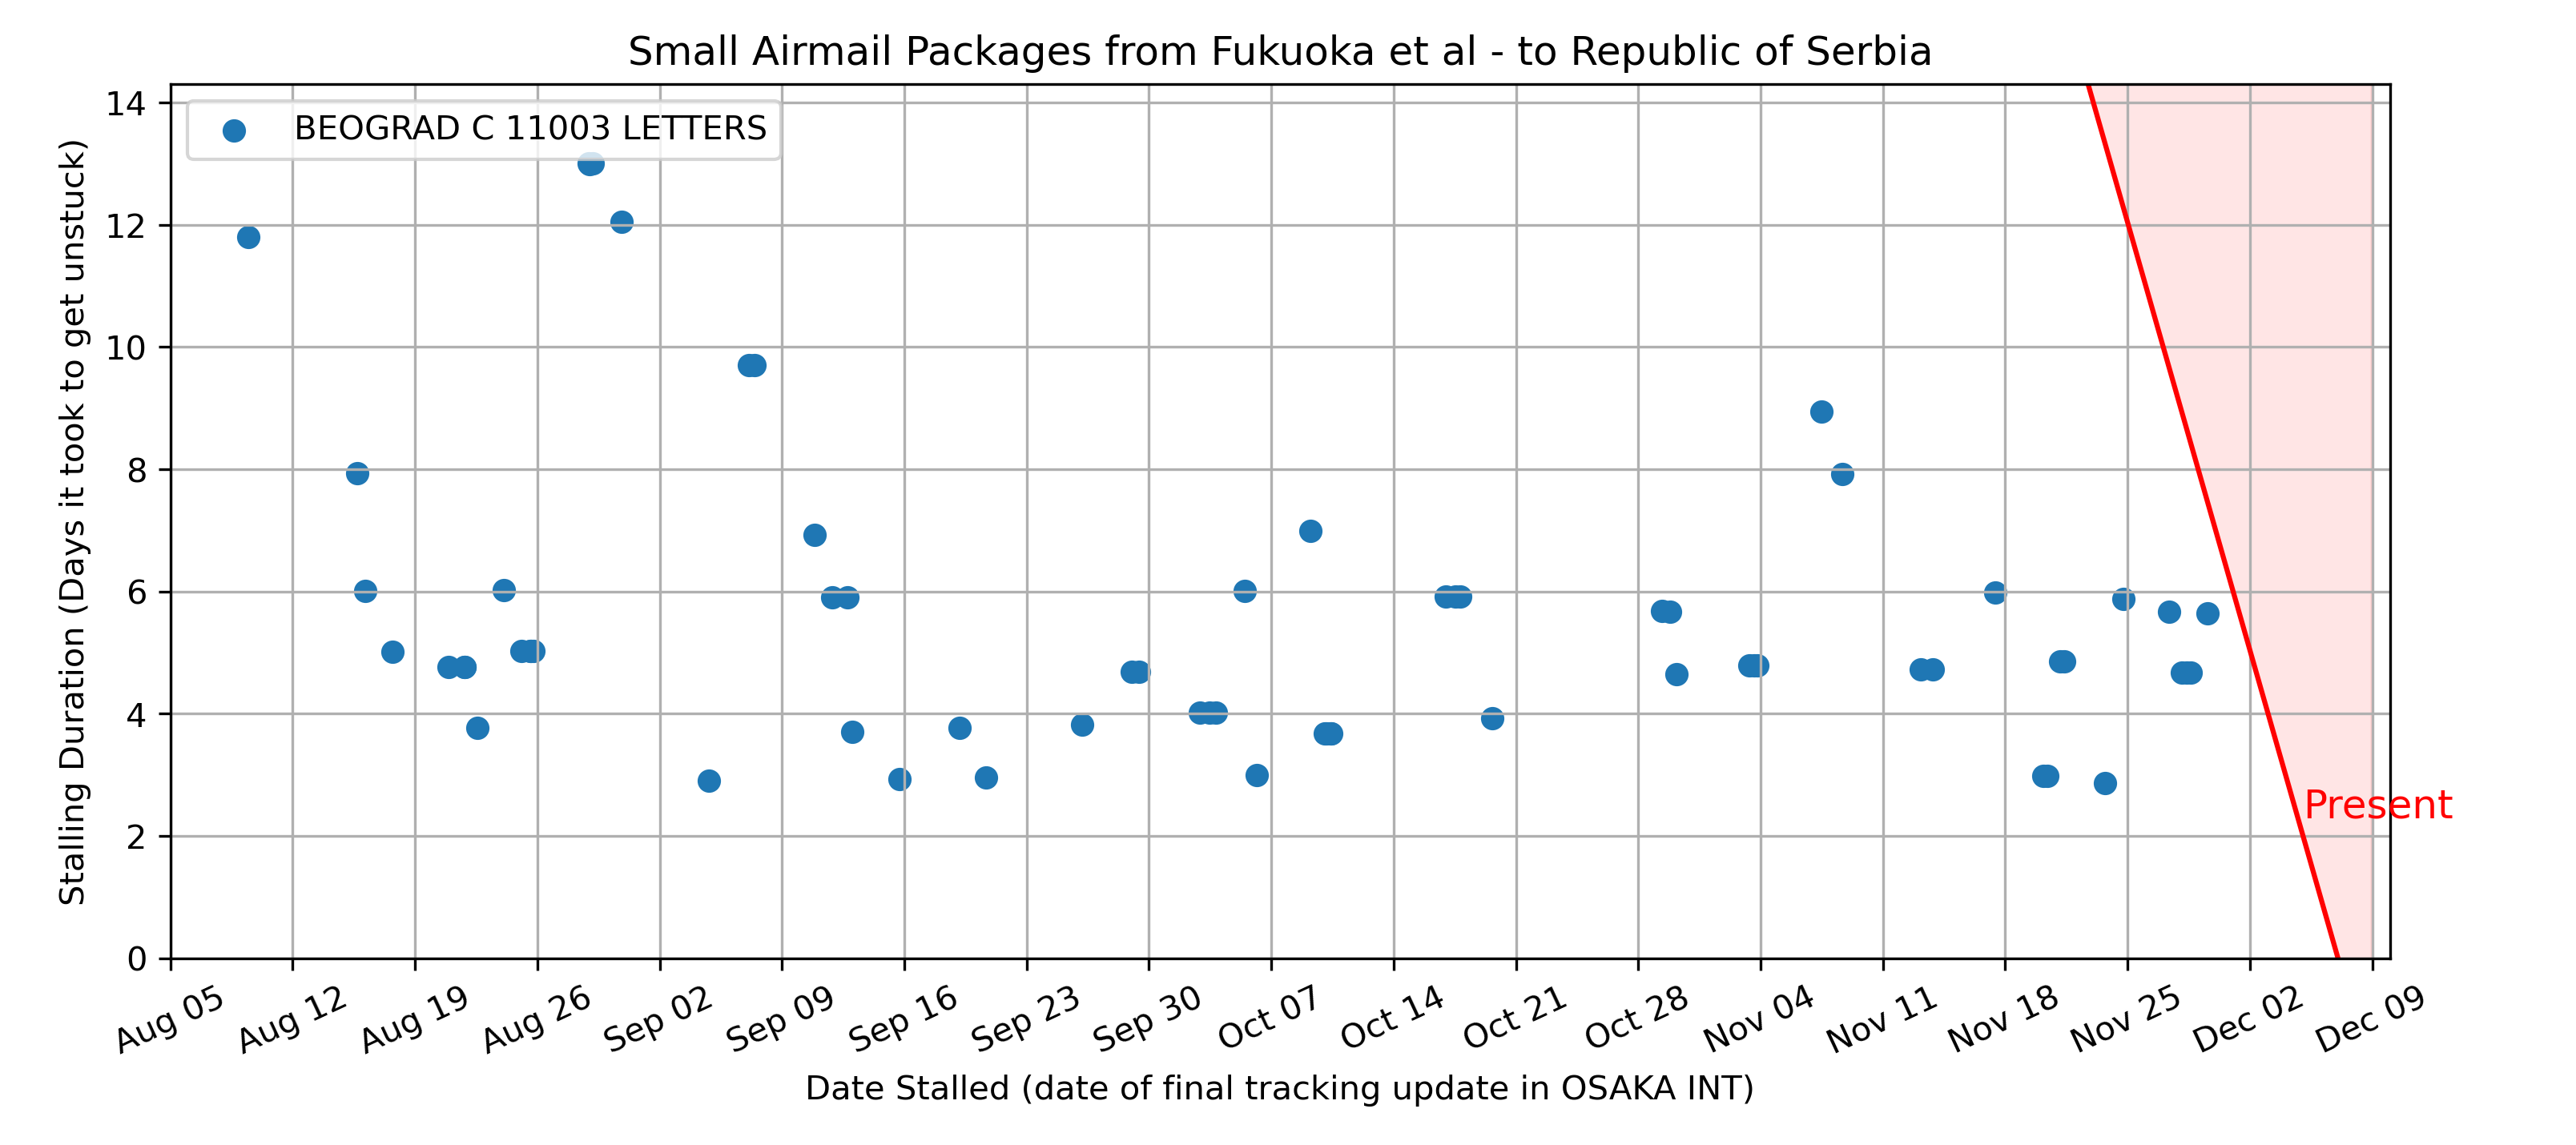 Small Airmail Packages from Fukuoka et al - to Republic of Serbia
BEOGRAD C 11003 LETTERS
Stalling Duration (Days it took to get unstuck)
14
12
10
8
6
4
2
0
Present
Aug 05
Aug 12
Aug 19
Aug 26
Sep 02
Sep 09
Sep 16
Sep 23
Sep 30
Oct 07
Oct 14
Oct 21
Oct 28
Nov 04
Nov 11
Nov 18
Nov 25
Dec 02
Dec 09
Date Stalled (date of final tracking update in OSAKA INT)